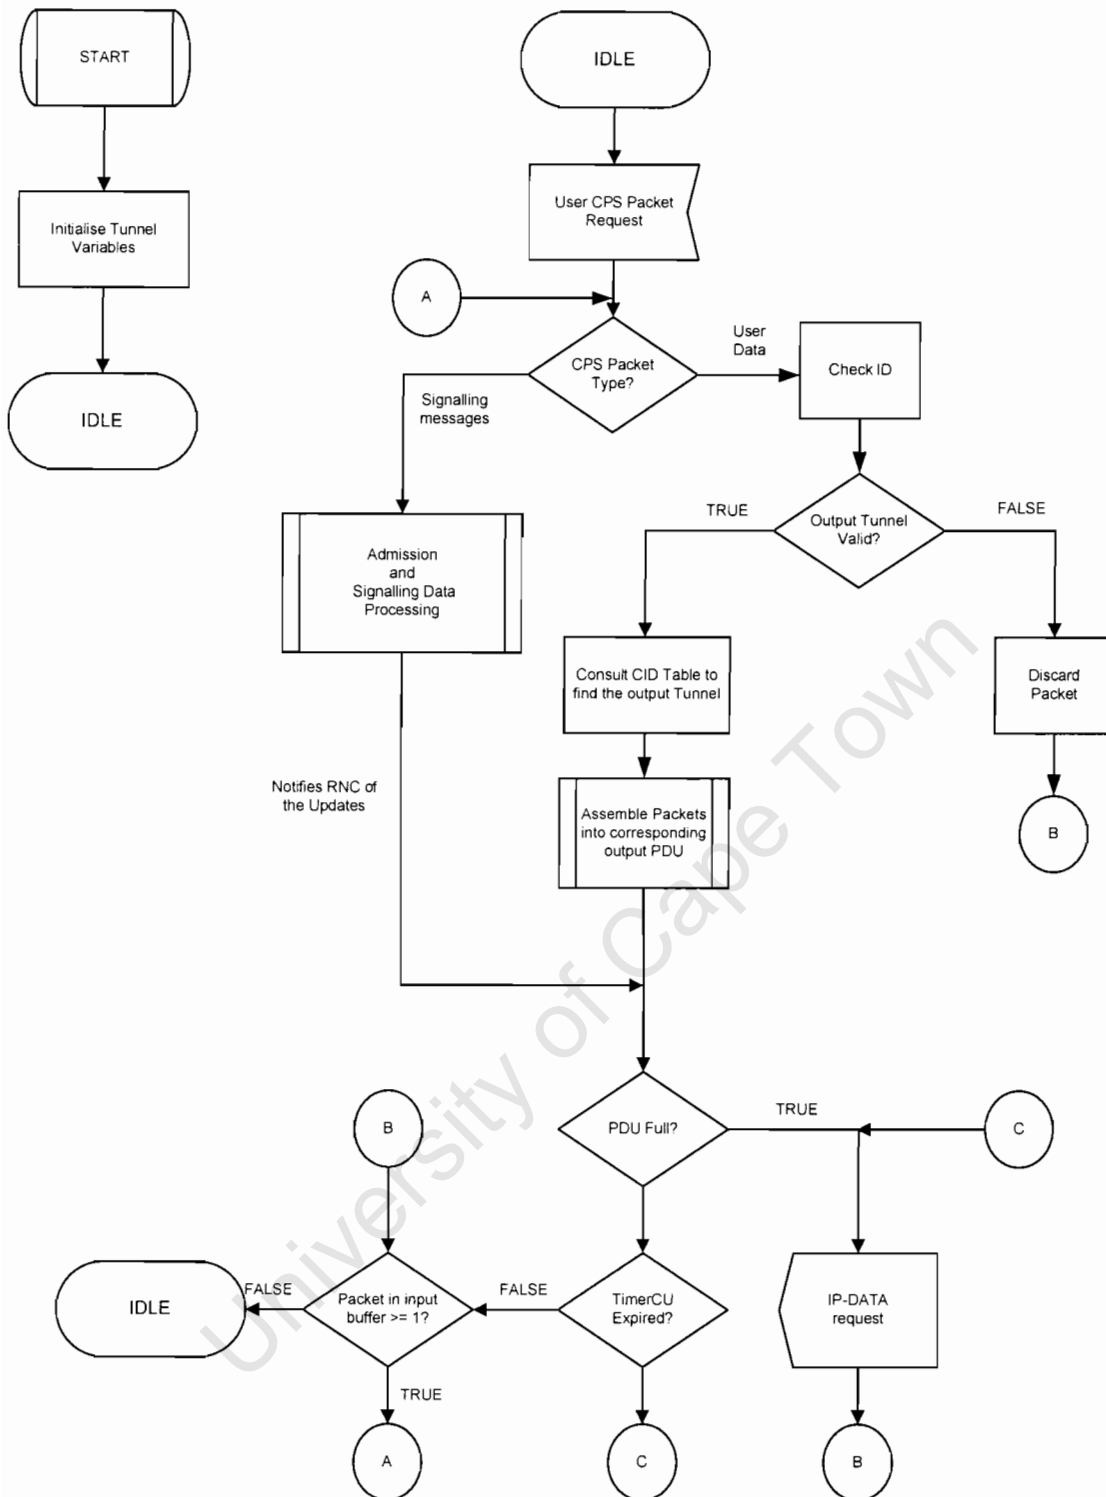 START
IDLE
User CPS Packet
Request
Initialise Tunnel
Variables
A
CPS Packet
Type?
User
Data
Check ID
IDLE
Signalling
messages
TRUE
Output Tunnel
Valid?
FALSE
Admission
and
Signalling Data
Processing
Consult CID Table to
find the output Tunnel
Discard
Packet
Notifies RNC of
the Updates
Assemble Packets
into corresponding
output PDU
B
B
PDU Full?
TRUE
C
IDLE
FALSE
Packet in input
buffer >= 1?
FALSE
TimerCU
Expired?
IP-DATA
request
TRUE
A
C
B
University of Cape Town